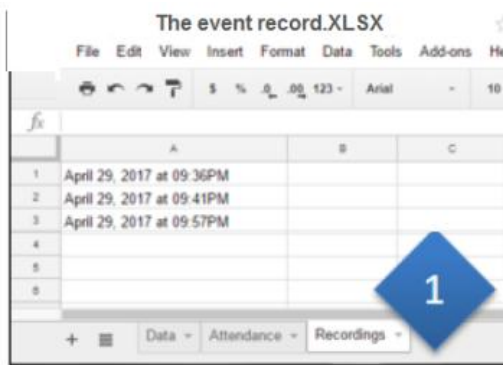 The event record.XLSX
File Edit View Insert Format Data Tools Add-ons He
$ % .0 .00 123 - Arial - 10
fx
A B C
1 April 29, 2017 at 09:36PM
2 April 29, 2017 at 09:41PM
3 April 29, 2017 at 09:57PM
4
5
6
1
+ Data Attendance Recordings